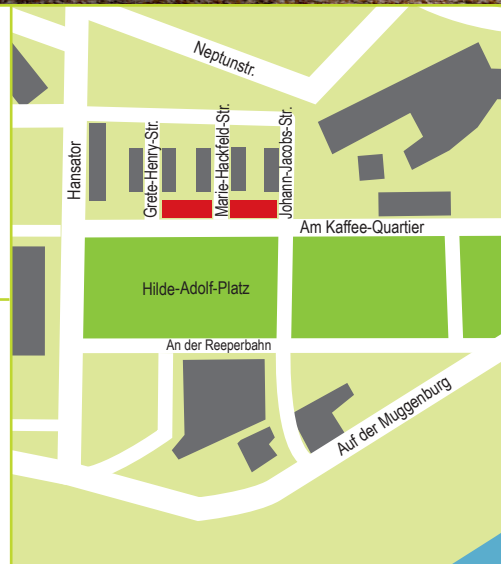 Neptunstr.
Hansator
Grete-Henry-Str.
Marie-Hackfeld-Str.
Johann-Jacobs-Str.
Am Kaffee-Quartier
Hilde-Adolf-Platz
An der Reeperbahn
Auf der Muggenburg